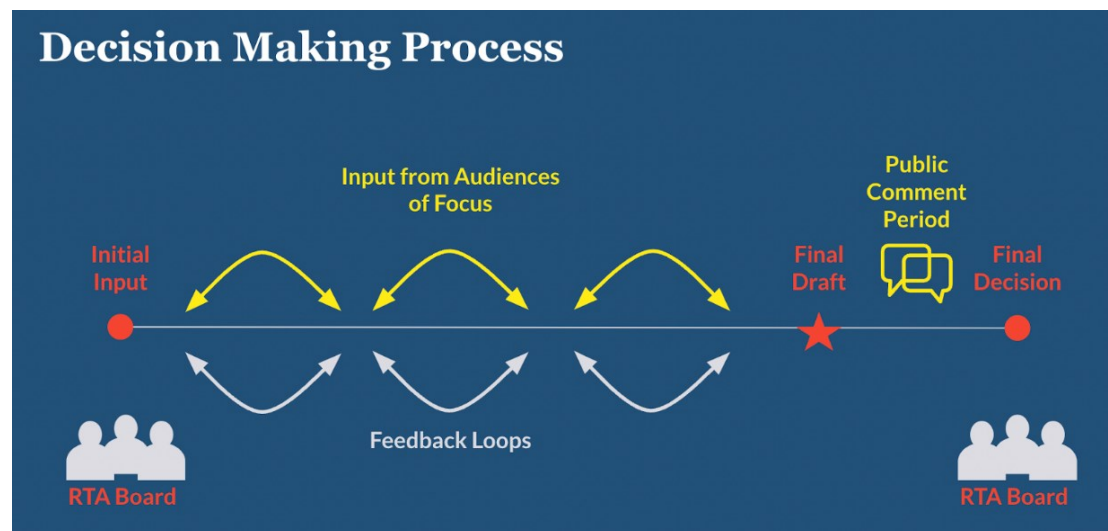 Decision Making Process
Input from Audiences
of Focus
Public
Comment
Period
Initial
Input
Final
Draft
Final
Decision
Feedback Loops
RTA Board
RTA Board